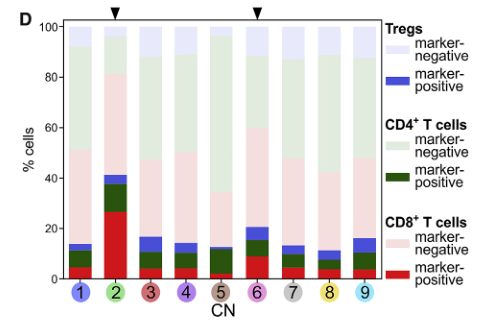 D
Tregs
marker-
negative
marker-
positive
CD4+ T cells
marker-
negative
marker-
positive
CD8+ T cells
marker-
negative
marker-
positive
% cells
100
80
60
40
20
0
1 2 3 4 5 6 7 8 9
CN